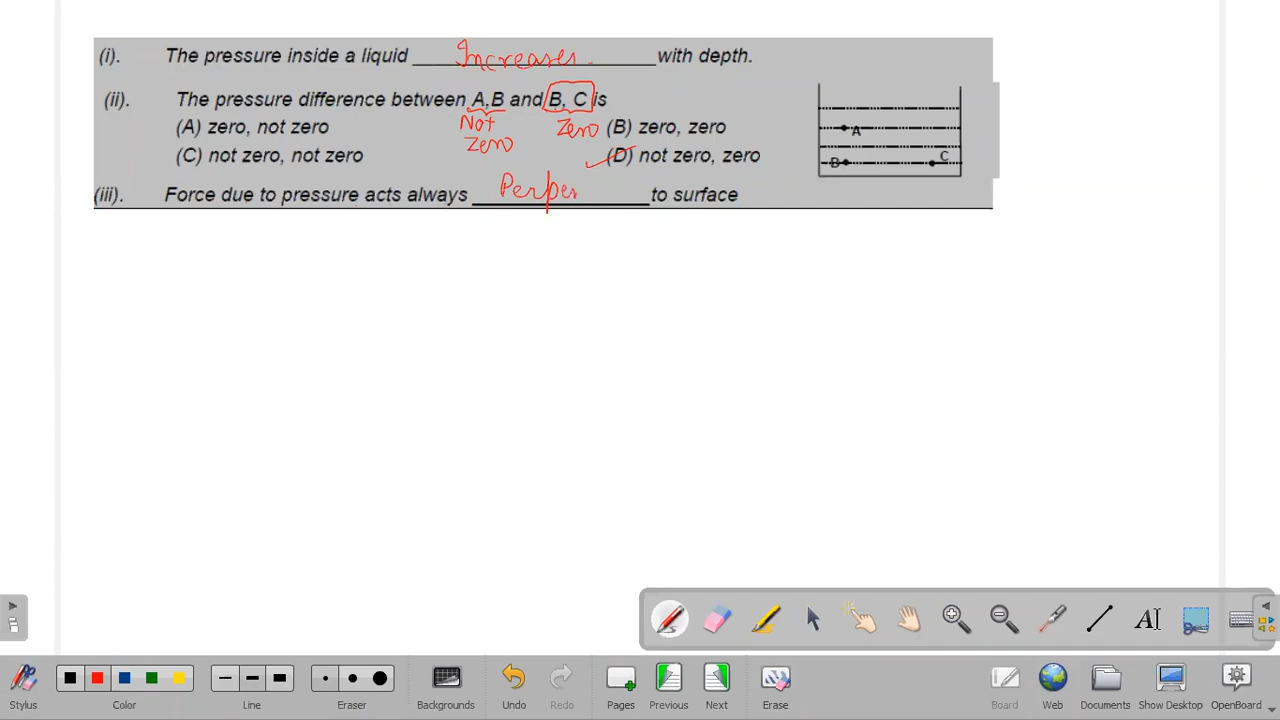 (i). The pressure inside a liquid Increases with depth.
(ii). The pressure difference between A,B and B, C is
Not Zero Zero
(A) zero, not zero (B) zero, zero
(C) not zero, not zero (D) not zero, zero
A
B C
(iii). Force due to pressure acts always Perper to surface
Stylus Color Line Eraser Backgrounds Undo Redo Pages Previous Next Erase Board Web Documents Show Desktop OpenBoard